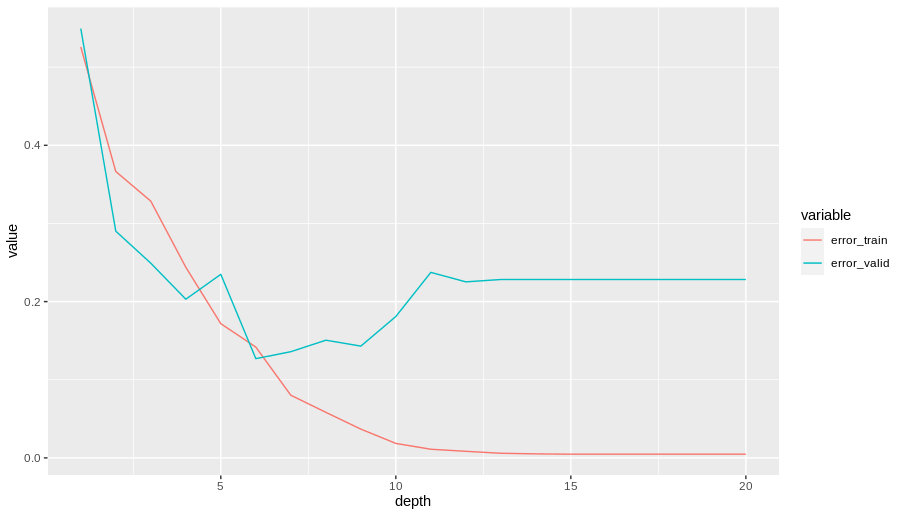 value
0.4
0.2
0.0
5
10
15
20
depth
variable
error_train
error_valid